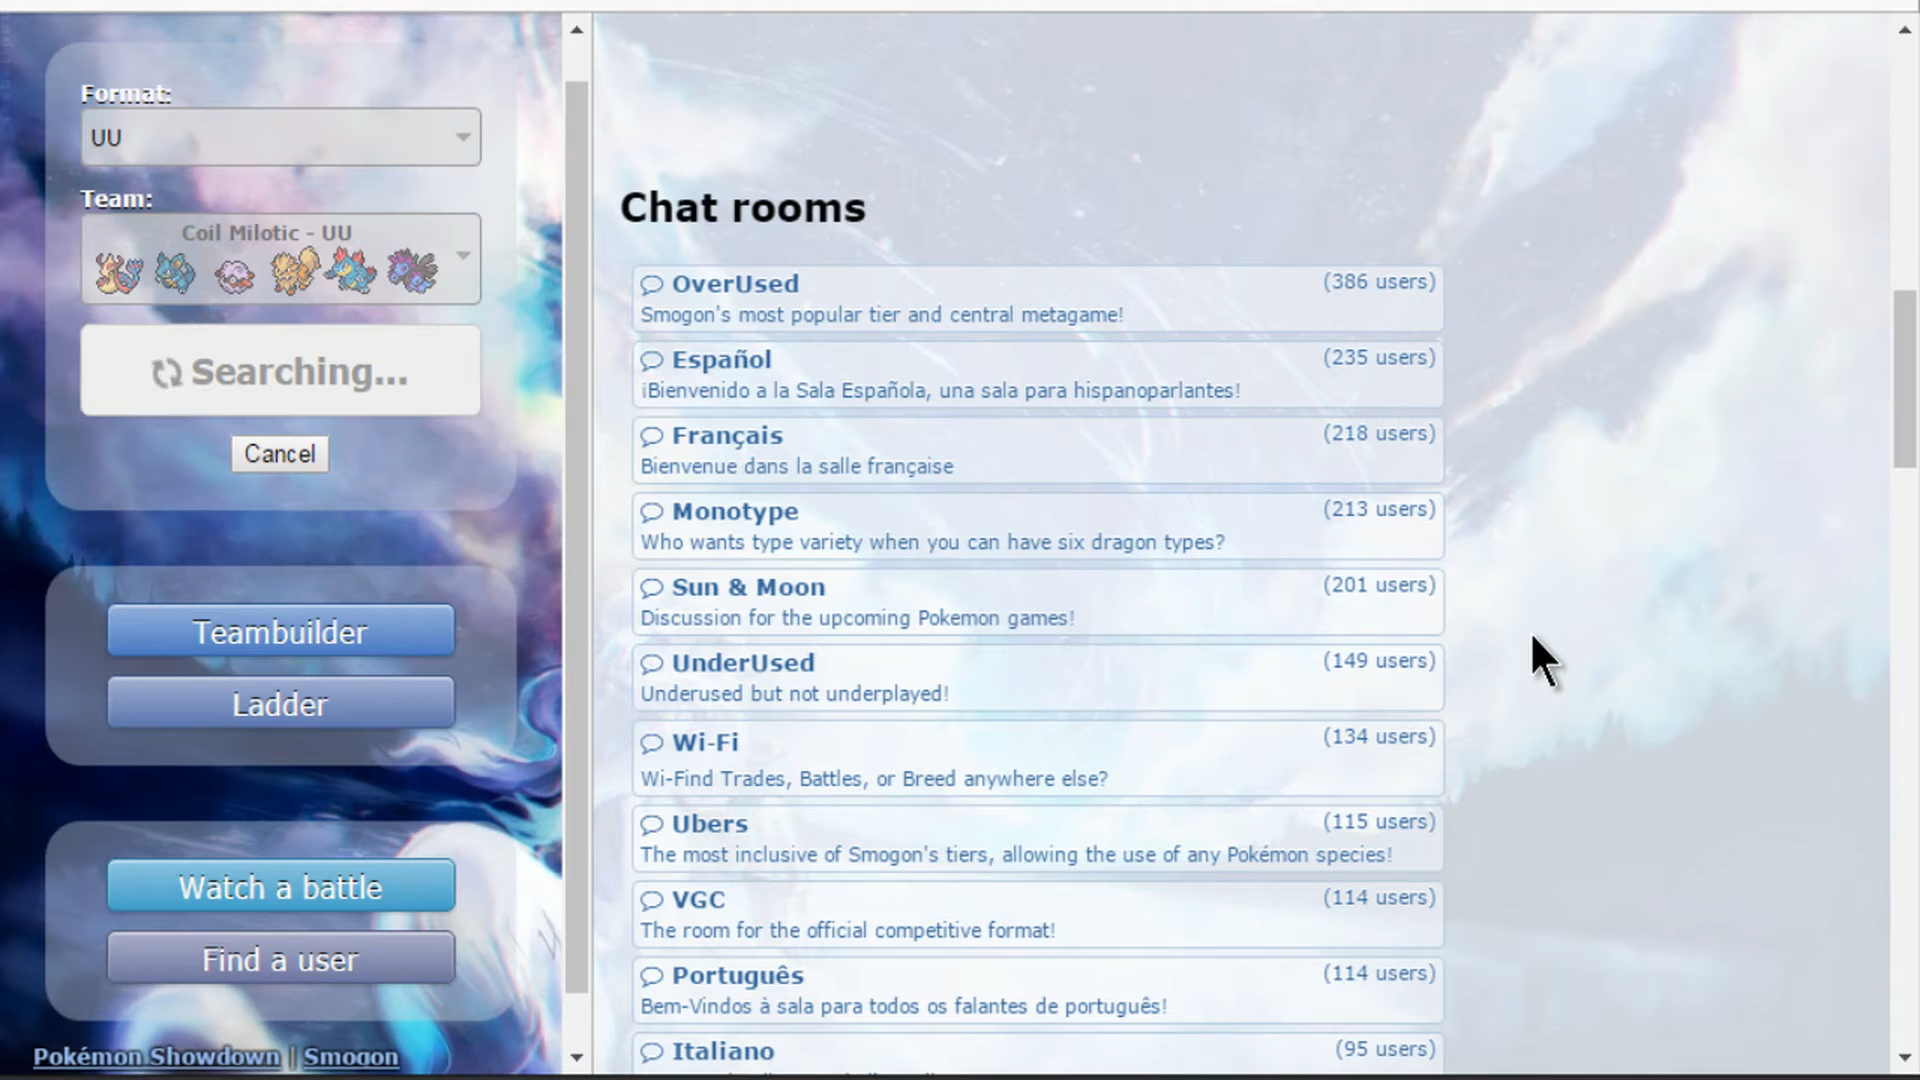 Format:
UU
Team:
Coil Milotic - UU
Searching...
Cancel
Teambuilder
Ladder
Watch a battle
Find a user
Pokémon Showdown | Smogon
Chat rooms
OverUsed (386 users)
Smogon's most popular tier and central metagame!
Español (235 users)
¡Bienvenido a la Sala Española, una sala para hispanoparlantes!
Français (218 users)
Bienvenue dans la salle française
Monotype (213 users)
Who wants type variety when you can have six dragon types?
Sun & Moon (201 users)
Discussion for the upcoming Pokemon games!
UnderUsed (149 users)
Underused but not underplayed!
Wi-Fi (134 users)
Wi-Find Trades, Battles, or Breed anywhere else?
Ubers (115 users)
The most inclusive of Smogon's tiers, allowing the use of any Pokémon species!
VGC (114 users)
The room for the official competitive format!
Português (114 users)
Bem-Vindos à sala para todos os falantes de português!
Italiano (95 users)